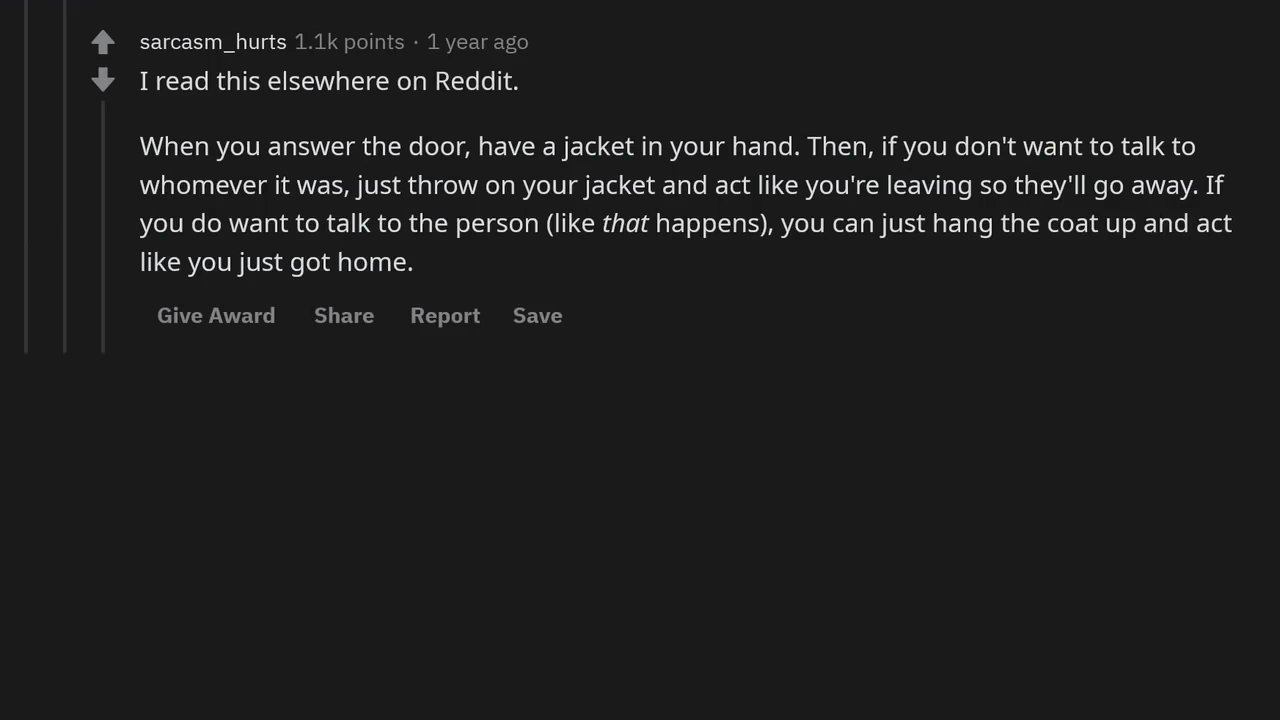 sarcasm_hurts 1.1k points · 1 year ago
I read this elsewhere on Reddit.
When you answer the door, have a jacket in your hand. Then, if you don't want to talk to
whomever it was, just throw on your jacket and act like you're leaving so they'll go away. If
you do want to talk to the person (like that happens), you can just hang the coat up and act
like you just got home.
Give Award Share Report Save